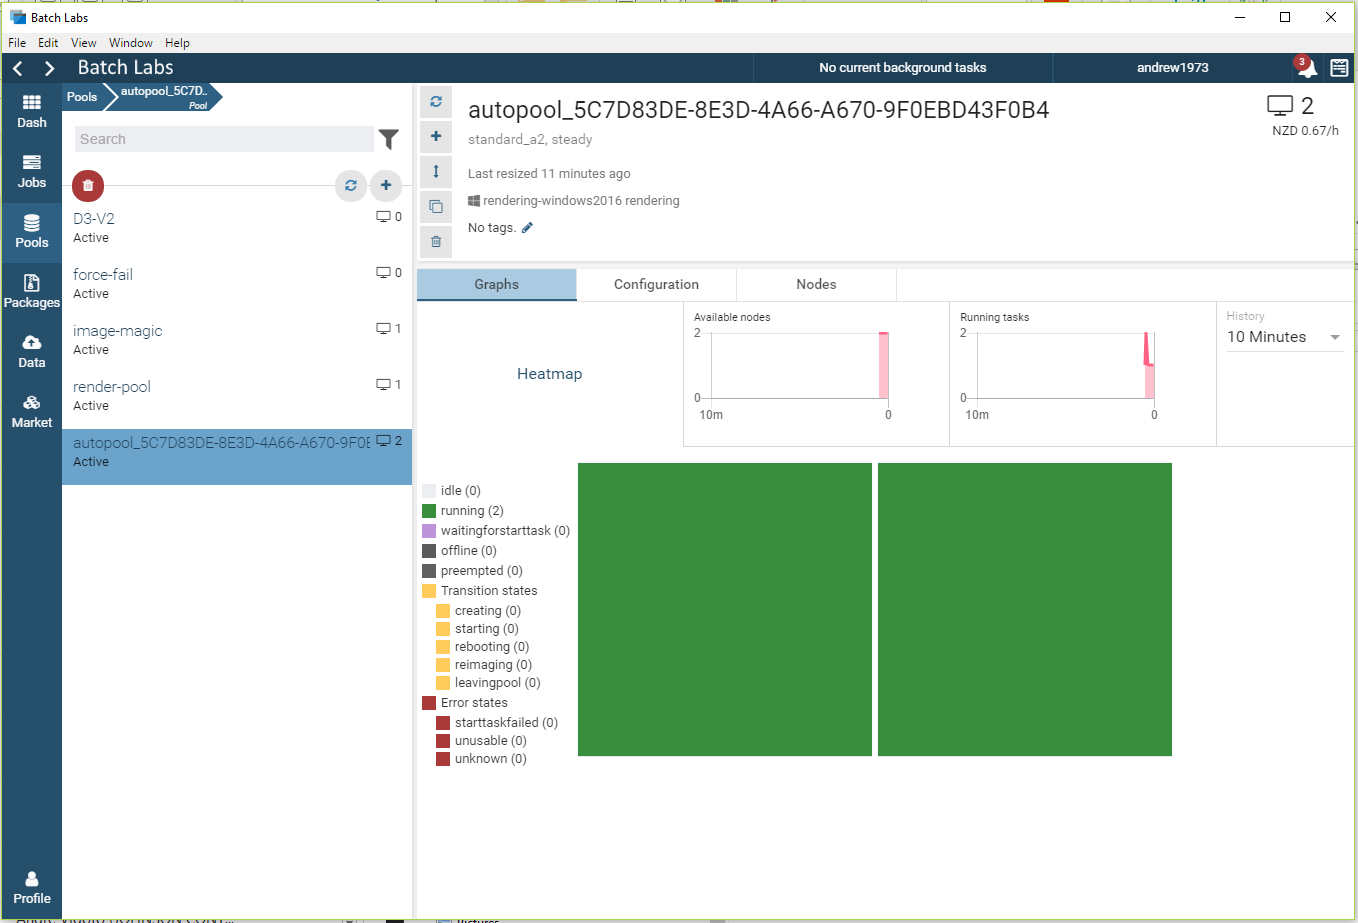 Batch Labs
File Edit View Window Help
Batch Labs
No current background tasks
andrew1973
3
Dash
Jobs
Pools
Packages
Data
Market
Profile
Pools
autopool_5C7D..
Pool
Search
D3-V2 0
Active
force-fail 0
Active
image-magic 1
Active
render-pool 1
Active
autopool_5C7D83DE-8E3D-4A66-A670-9F0E 2
Active
autopool_5C7D83DE-8E3D-4A66-A670-9F0EBD43F0B4
standard_a2, steady
Last resized 11 minutes ago
rendering-windows2016 rendering
No tags.
2
NZD 0.67/h
Graphs Configuration Nodes
Heatmap
Available nodes
2
0
10m 0
Running tasks
2
0
10m 0
History
10 Minutes
idle (0)
running (2)
waitingforstarttask (0)
offline (0)
preempted (0)
Transition states
creating (0)
starting (0)
rebooting (0)
reimaging (0)
leavingpool (0)
Error states
starttaskfailed (0)
unusable (0)
unknown (0)